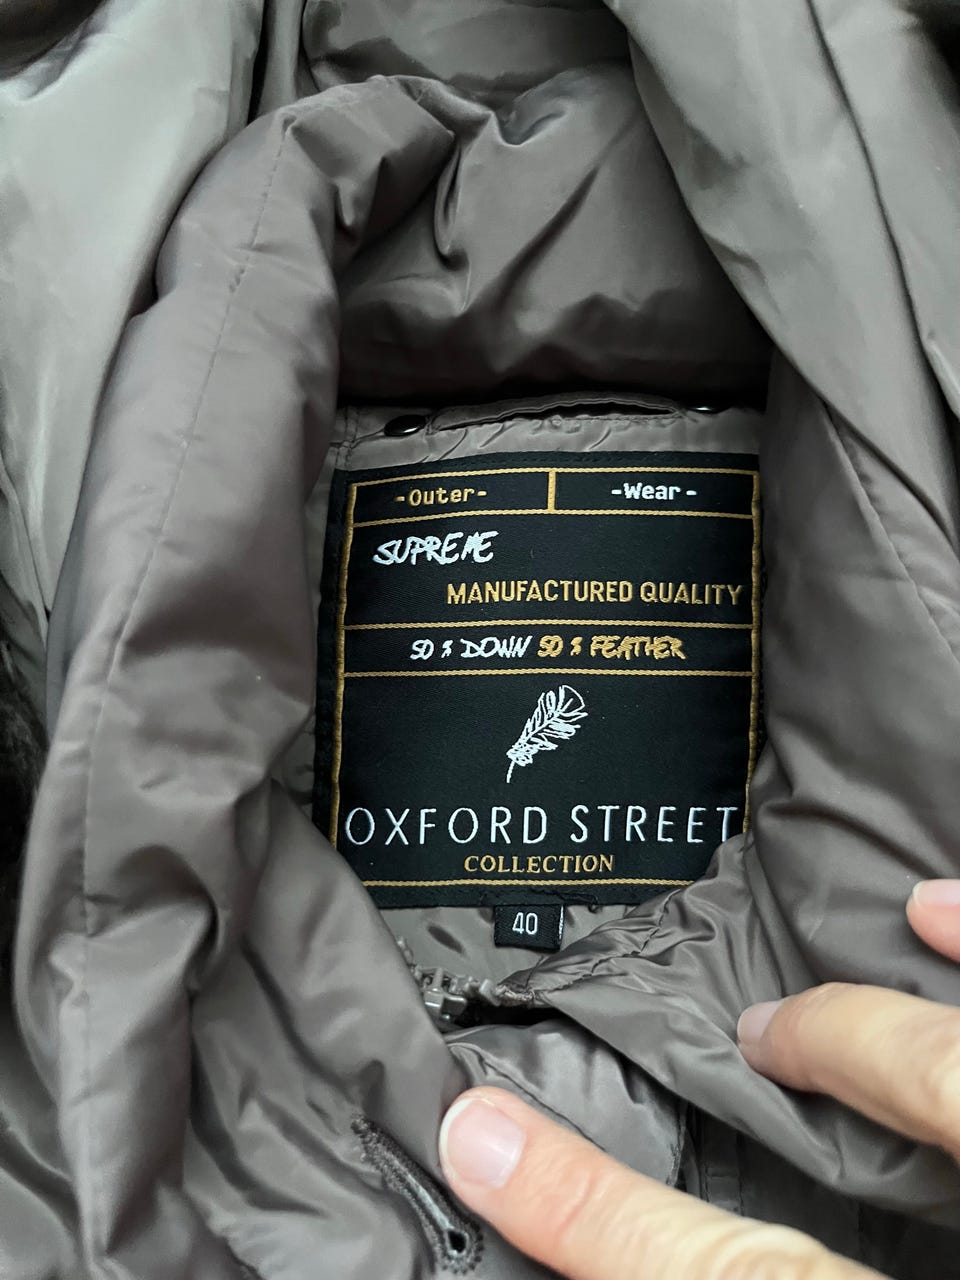 -Outer- -Wear-
SUPREME
MANUFACTURED QUALITY
50 % DOWN 50 % FEATHER
OXFORD STREET
COLLECTION
40